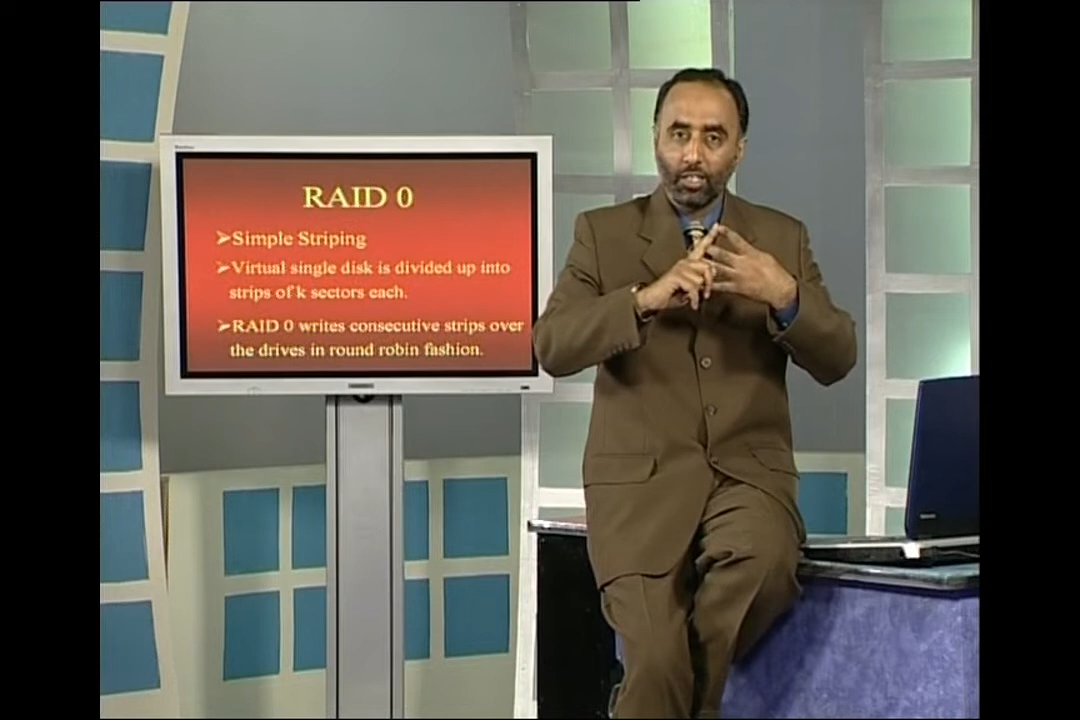 RAID 0
➢Simple Striping
➢Virtual single disk is divided up into
strips of k sectors each.
➢RAID 0 writes consecutive strips over
the drives in round robin fashion.